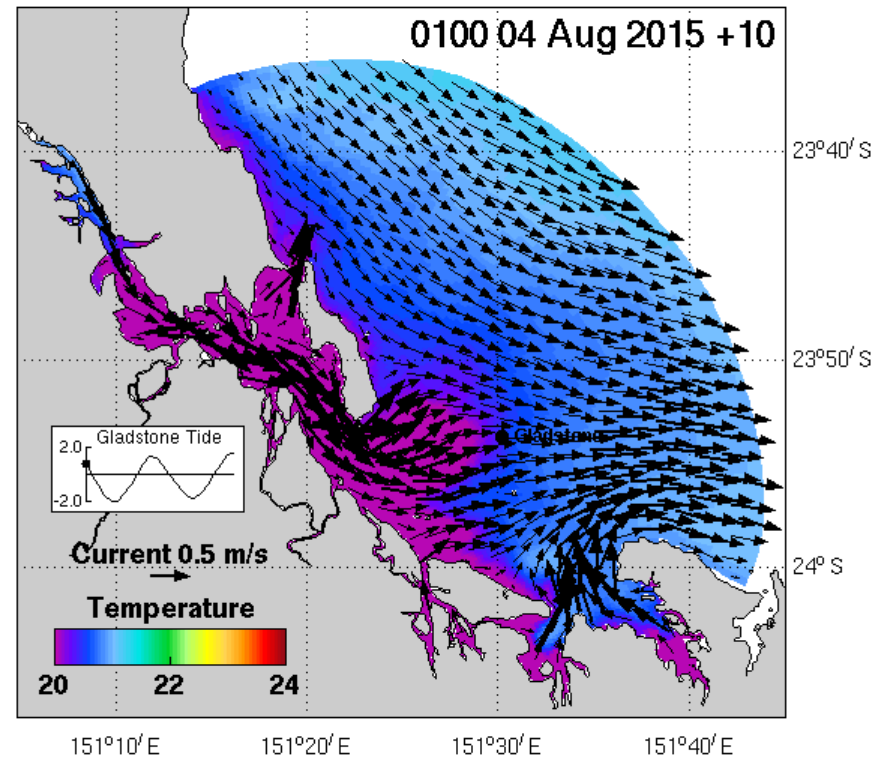 0100 04 Aug 2015 +10
23°40′ S
23°50′ S
Gladstone
Gladstone Tide
2.0
-2.0
Current 0.5 m/s
24° S
Temperature
20 22 24
151°10′ E 151°20′ E 151°30′ E 151°40′ E